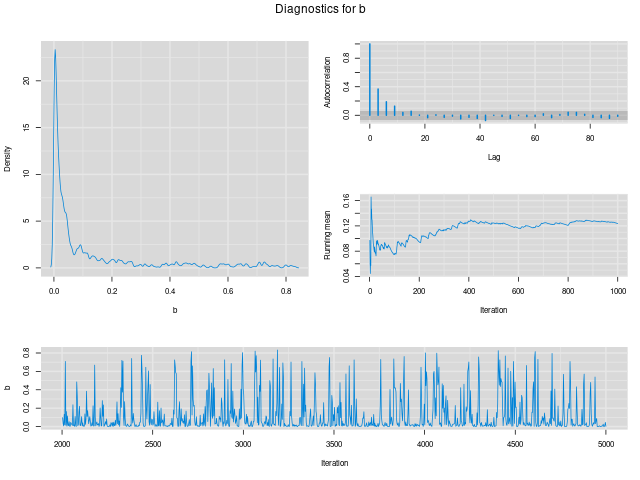 Diagnostics for b
Density
0 5 10 15 20
0.0 0.2 0.4 0.6 0.8
b
Autocorrelation
0.0 0.4 0.8
0 20 40 60 80
Lag
Running mean
0.04 0.08 0.12 0.16
0 200 400 600 800 1000
Iteration
b
0.0 0.2 0.4 0.6 0.8
2000 2500 3000 3500 4000 4500 5000
Iteration